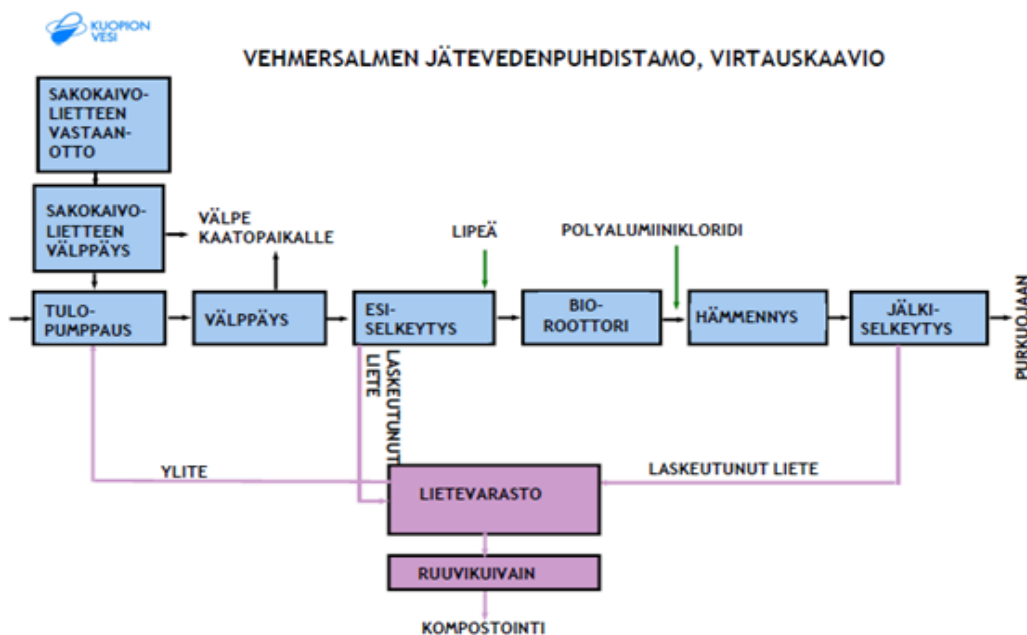 KUOPION
VESI
VEHMERSALMEN JÄTEVEDENPUHDISTAMO, VIRTAUSKAAVIO
SAKOKAIVO-
LIETTEEN
VASTAAN-
OTTO
SAKOKAIVO-
LIETTEEN
VÄLPPÄYS
VÄLPE
KAATOPAIKALLE
LIPEÄ
POLYALUMIINIKLORIDI
TULO-
PUMPPAUS
VÄLPPÄYS
ESI-
SELKEYTYS
BIO-
ROOTTORI
HÄMMENNYS
JÄLKI-
SELKEYTYS
PURKUOJAAN
LASKEUTUNUT
LIETE
YLITE
LASKEUTUNUT LIETE
LIETEVARASTO
RUUVIKUIVAIN
KOMPOSTOINTI